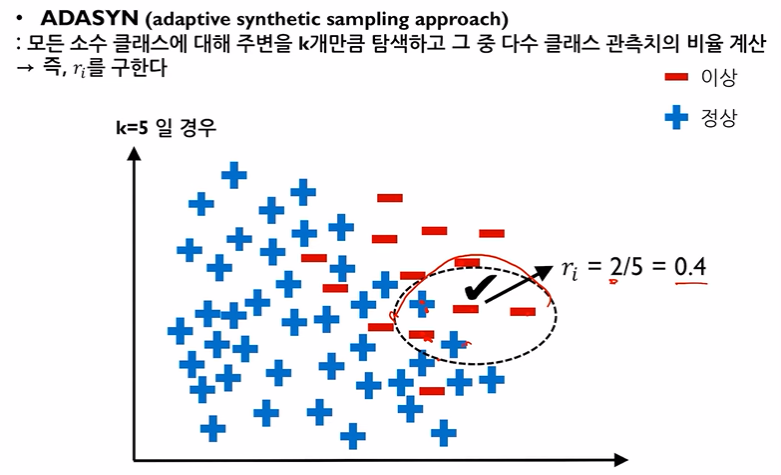 • ADASYN (adaptive synthetic sampling approach)
: 모든 소수 클래스에 대해 주변을 k개만큼 탐색하고 그 중 다수 클래스 관측치의 비율 계산
→ 즉, rᵢ를 구한다
이상
정상
k=5 일 경우
rᵢ = 2/5 = 0.4